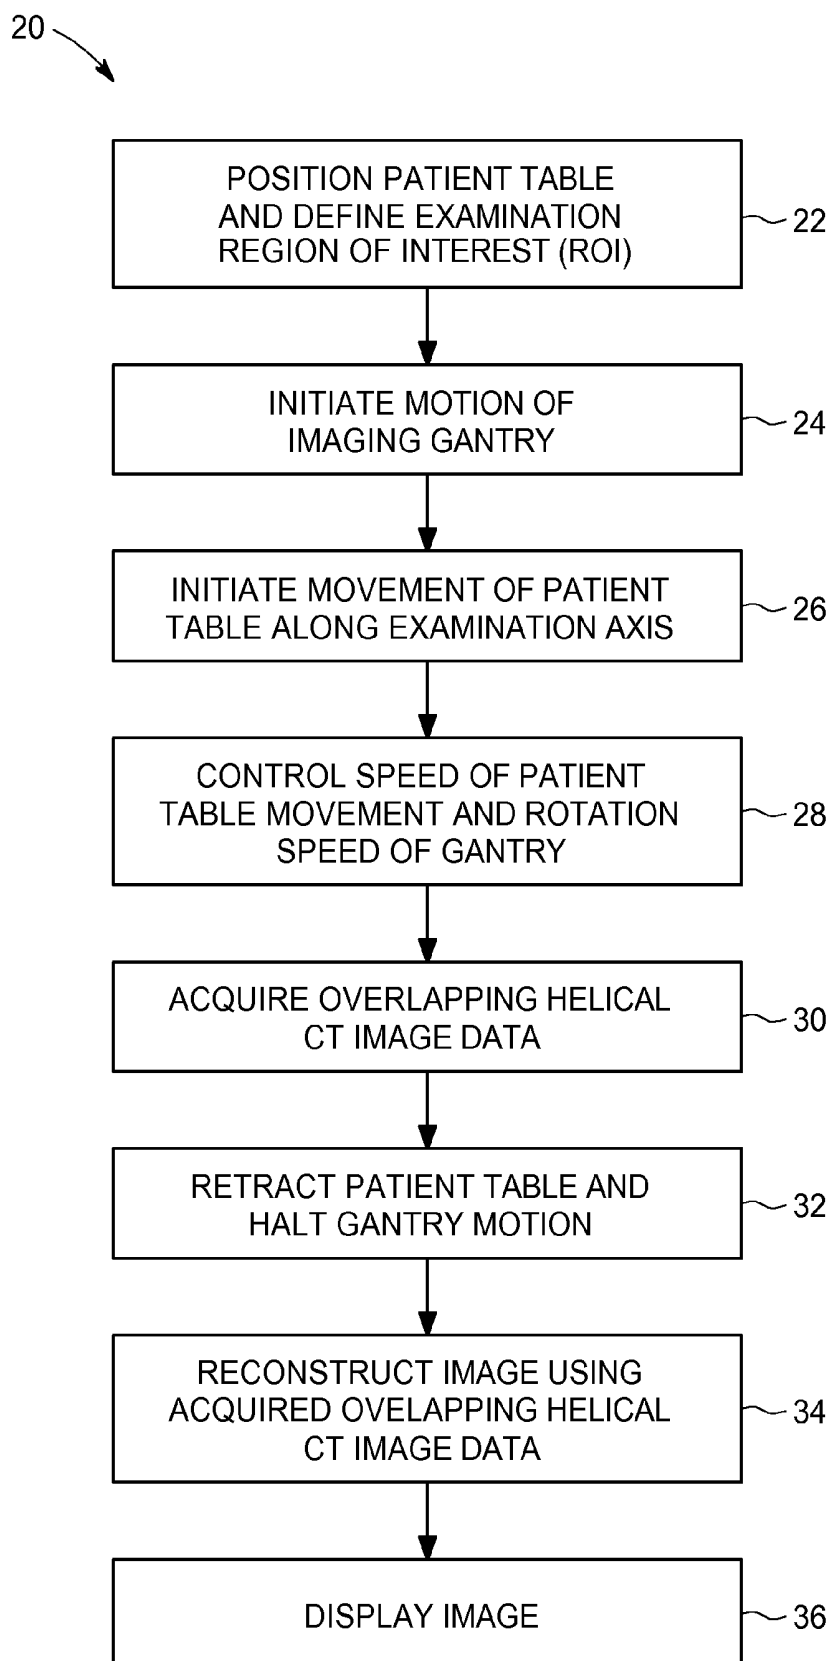 20
POSITION PATIENT TABLE
AND DEFINE EXAMINATION
REGION OF INTEREST (ROI)
22
INITIATE MOTION OF
IMAGING GANTRY
24
INITIATE MOVEMENT OF PATIENT
TABLE ALONG EXAMINATION AXIS
26
CONTROL SPEED OF PATIENT
TABLE MOVEMENT AND ROTATION
SPEED OF GANTRY
28
ACQUIRE OVERLAPPING HELICAL
CT IMAGE DATA
30
RETRACT PATIENT TABLE AND
HALT GANTRY MOTION
32
RECONSTRUCT IMAGE USING
ACQUIRED OVELAPPING HELICAL
CT IMAGE DATA
34
DISPLAY IMAGE
36